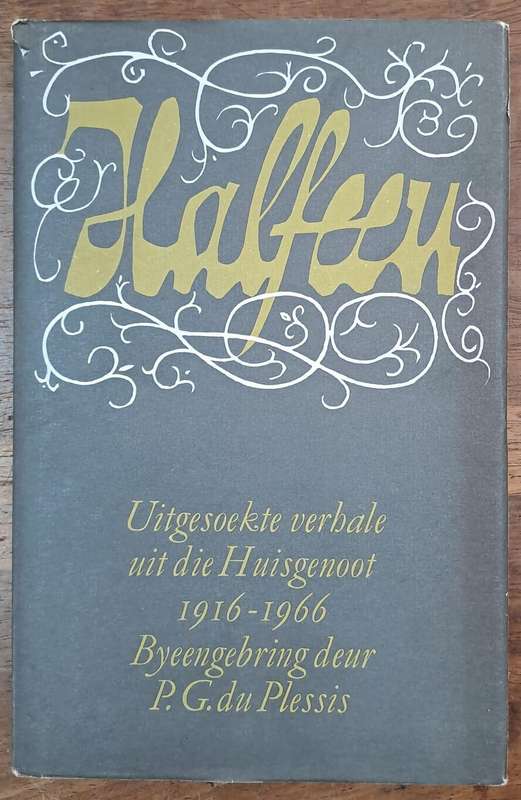 Halfeeu
Uitgesoekte verhale
uit die Huisgenoot
1916-1966
Byeengebring deur
P. G. du Plessis